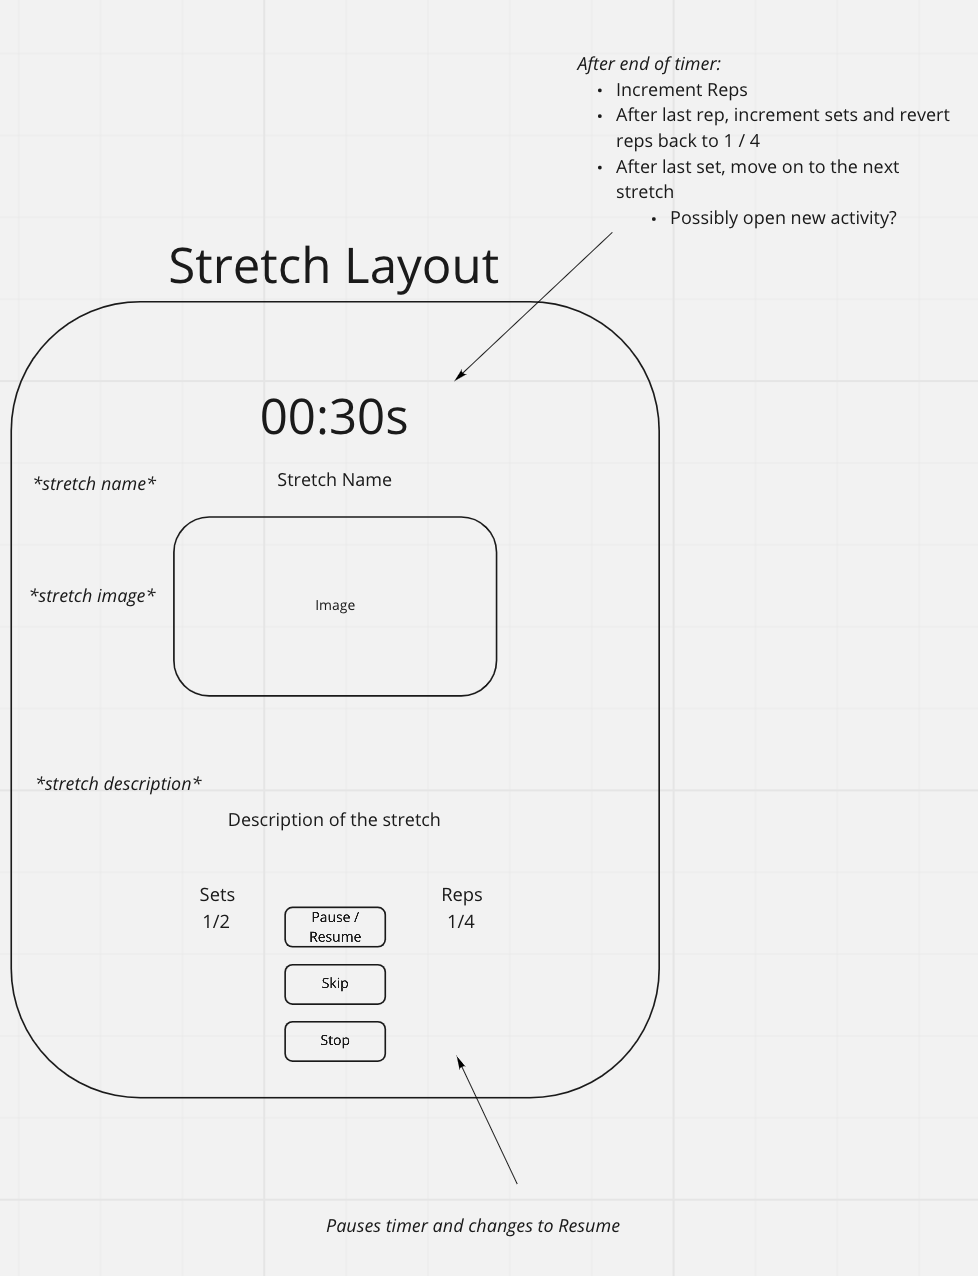 After end of timer:
• Increment Reps
• After last rep, increment sets and revert
reps back to 1 / 4
• After last set, move on to the next
stretch
• Possibly open new activity?
Stretch Layout
00:30s
*stretch name*
Stretch Name
*stretch image*
Image
*stretch description*
Description of the stretch
Sets
1/2
Reps
1/4
Pause /
Resume
Skip
Stop
Pauses timer and changes to Resume